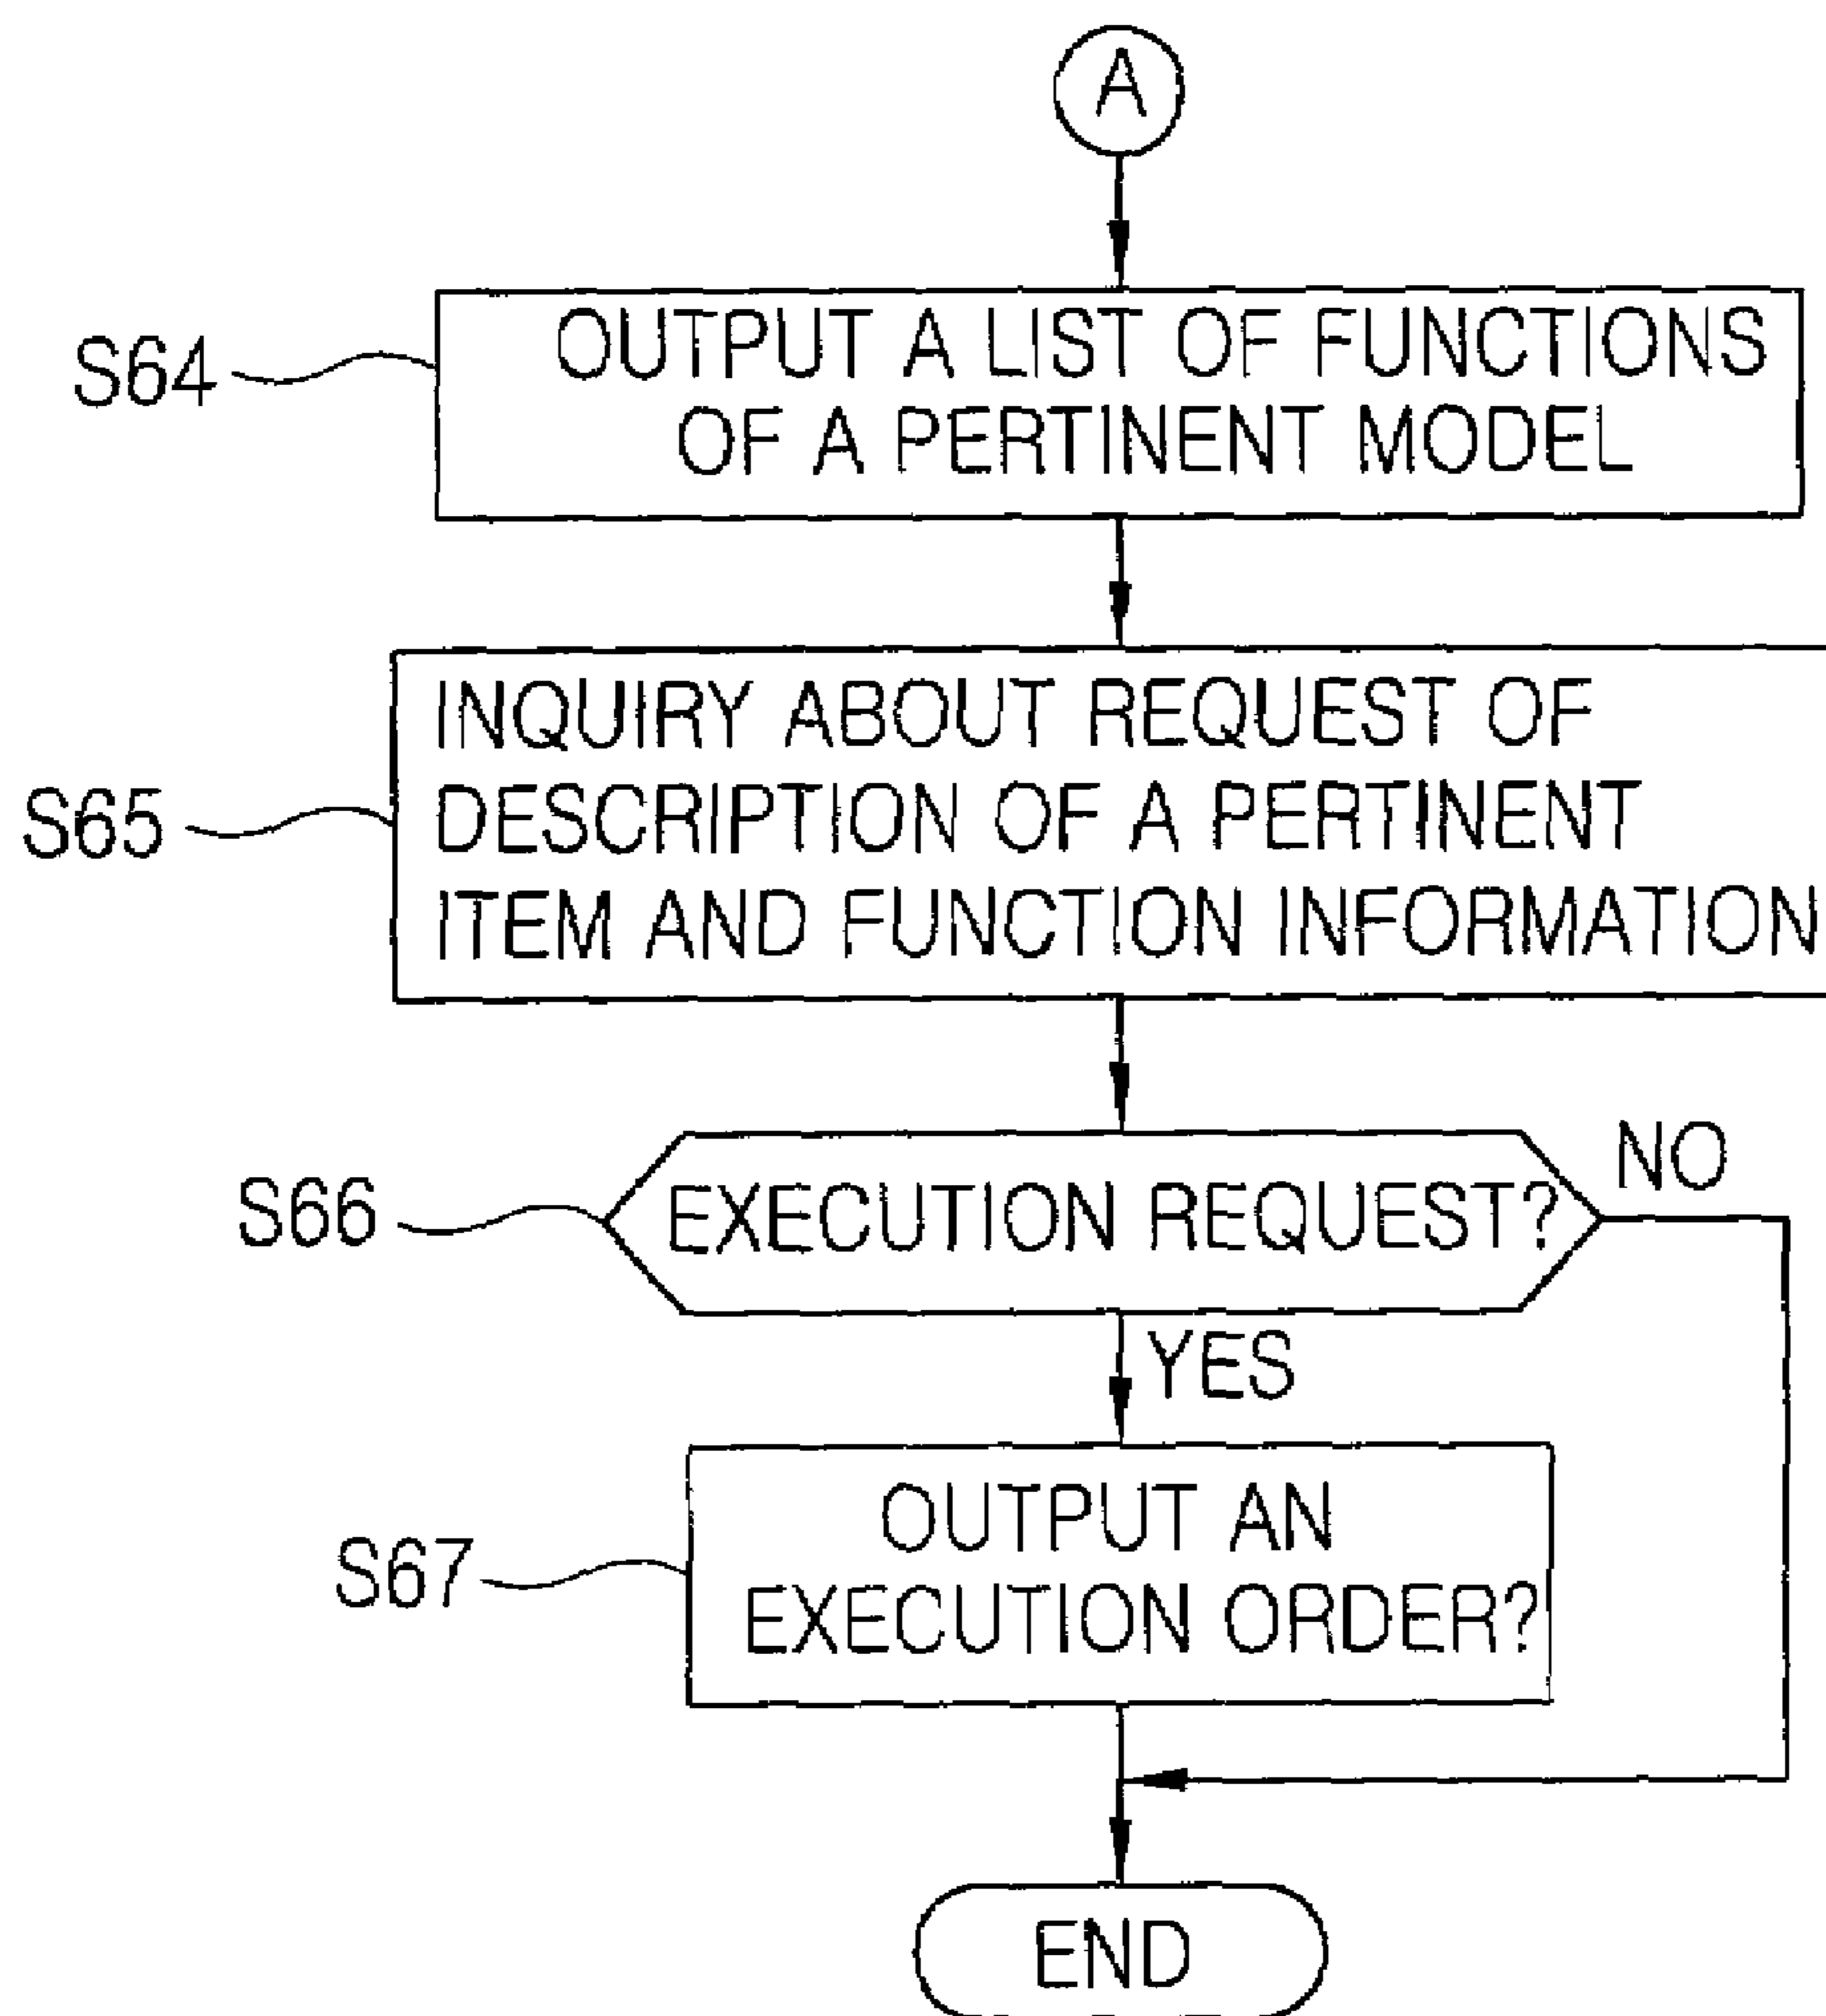 A
S64
OUTPUT A LIST OF FUNCTIONS
OF A PERTINENT MODEL
S65
INQUIRY ABOUT REQUEST OF
DESCRIPTION OF A PERTINENT
ITEM AND FUNCTION INFORMATION
S66
EXECUTION REQUEST?
NO
YES
S67
OUTPUT AN
EXECUTION ORDER?
END